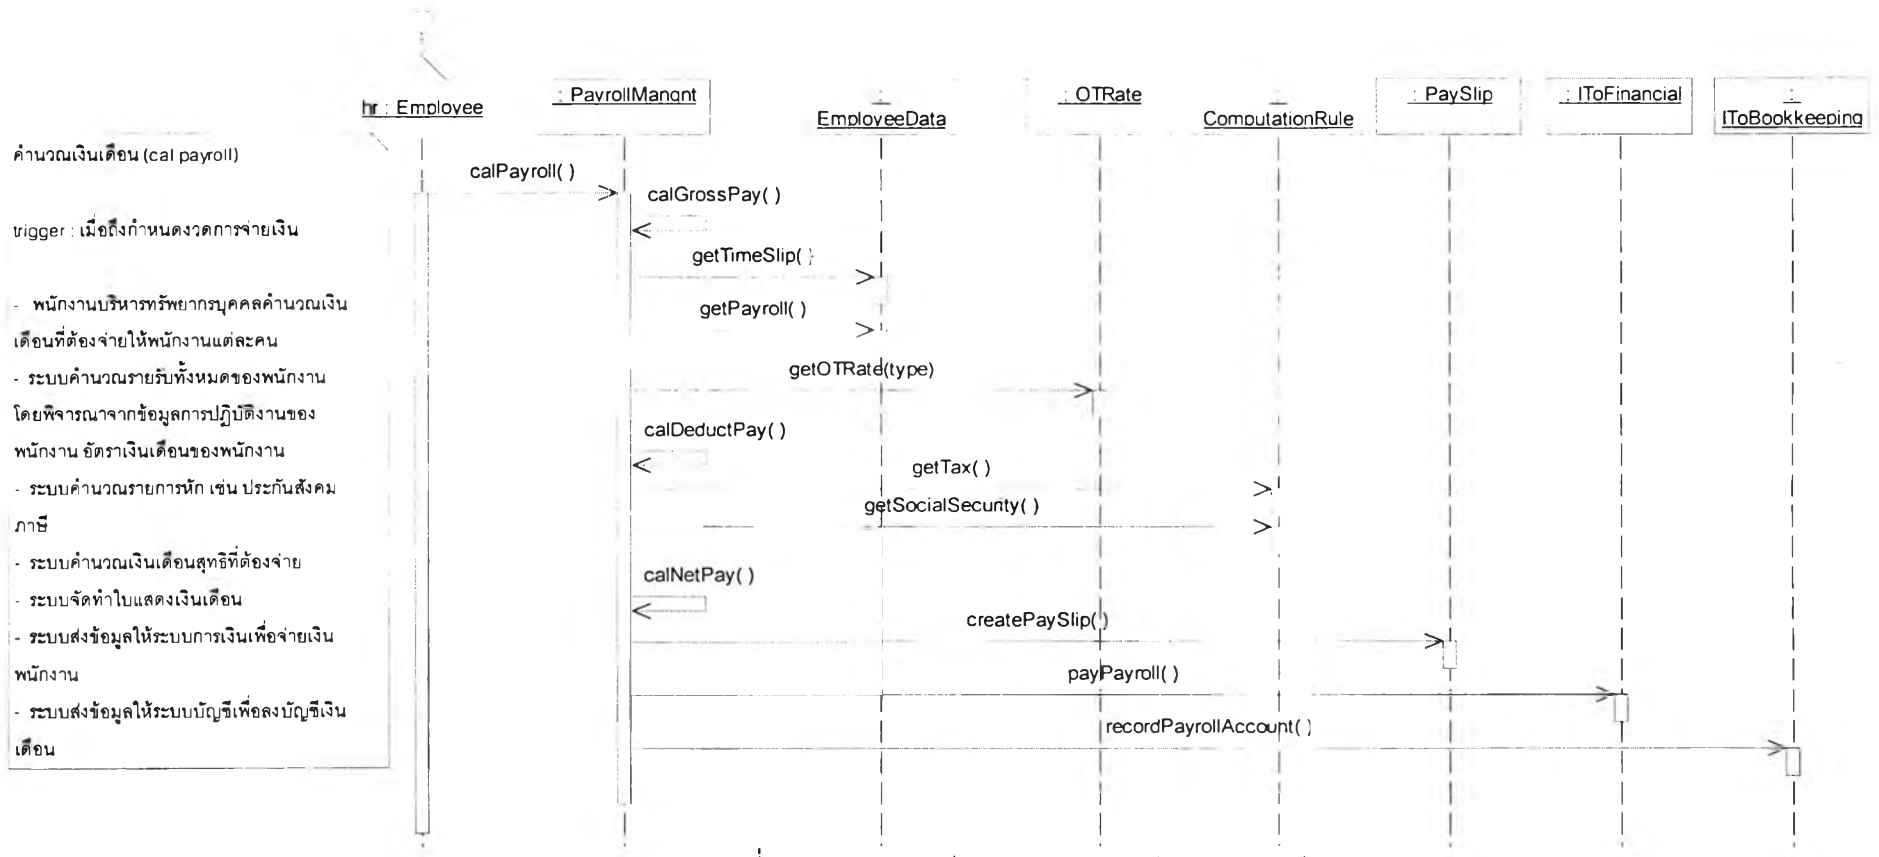 hr : Employee
: PayrollMangnt
:
EmployeeData
: OTRate
:
ComputationRule
: PaySlip
: IToFinancial
:
IToBookkeeping
คำนวณเงินเดือน (cal payroll)
trigger : เมื่อถึงกำหนดงวดการจ่ายเงิน
- พนักงานบริหารทรัพยากรบุคคลคำนวณเงิน
เดือนที่ต้องจ่ายให้พนักงานแต่ละคน
- ระบบคำนวณรายรับทั้งหมดของพนักงาน
โดยพิจารณาจากข้อมูลการปฏิบัติงานของ
พนักงาน อัตราเงินเดือนของพนักงาน
- ระบบคำนวณรายการหัก เช่น ประกันสังคม
ภาษี
- ระบบคำนวณเงินเดือนสุทธิที่ต้องจ่าย
- ระบบจัดทำใบแสดงเงินเดือน
- ระบบส่งข้อมูลให้ระบบการเงินเพื่อจ่ายเงิน
พนักงาน
- ระบบส่งข้อมูลให้ระบบบัญชีเพื่อลงบัญชีเงิน
เดือน
calPayroll( )
calGrossPay( )
getTimeSlip( )
getPayroll( )
getOTRate(type)
calDeductPay( )
getTax( )
getSocialSecurity( )
calNetPay( )
createPaySlip( )
payPayroll( )
recordPayrollAccount( )